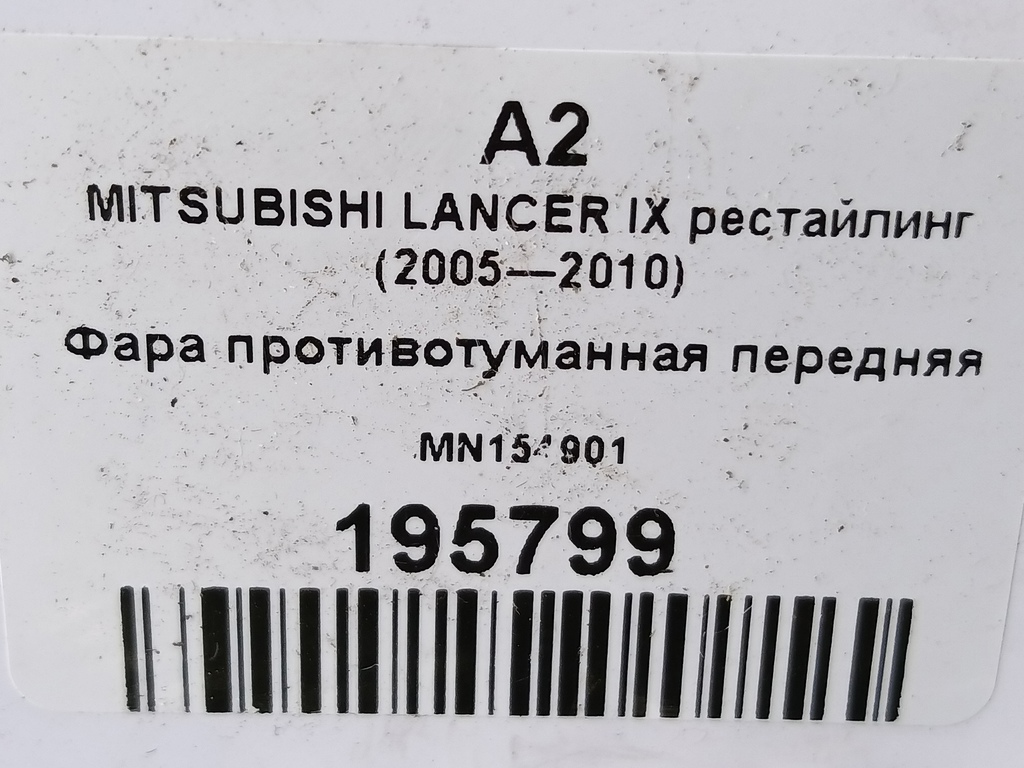 A2
MITSUBISHI LANCER IX рестайлинг
(2005—2010)
Фара противотуманная передняя
195799